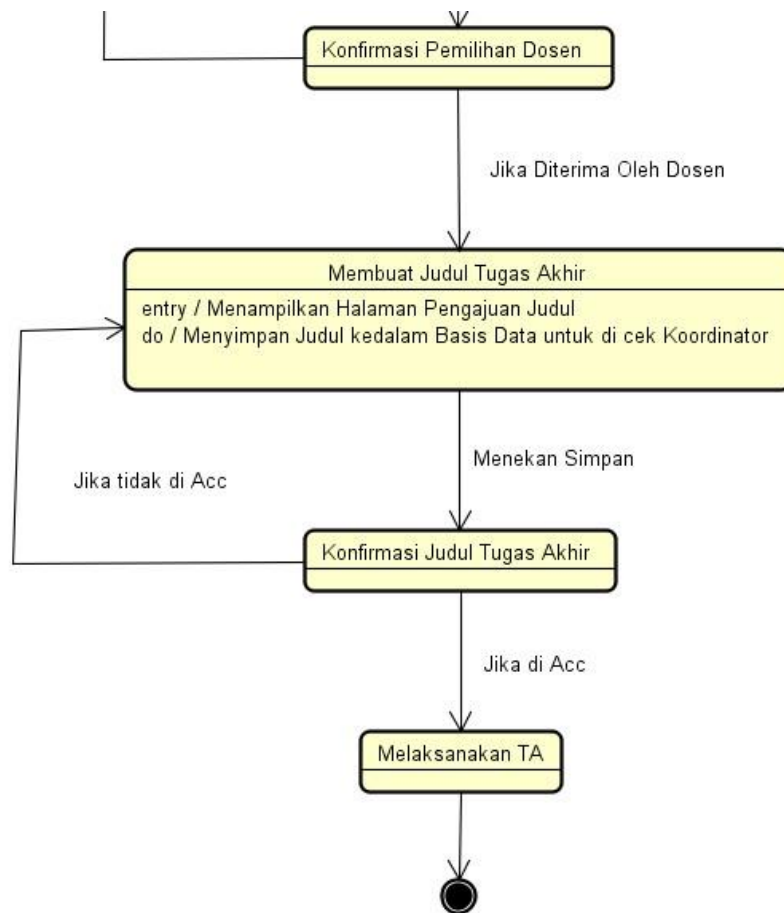 Konfirmasi Pemilihan Dosen
Jika Diterima Oleh Dosen
Membuat Judul Tugas Akhir
entry / Menampilkan Halaman Pengajuan Judul
do / Menyimpan Judul kedalam Basis Data untuk di cek Koordinator
Menekan Simpan
Jika tidak di Acc
Konfirmasi Judul Tugas Akhir
Jika di Acc
Melaksanakan TA